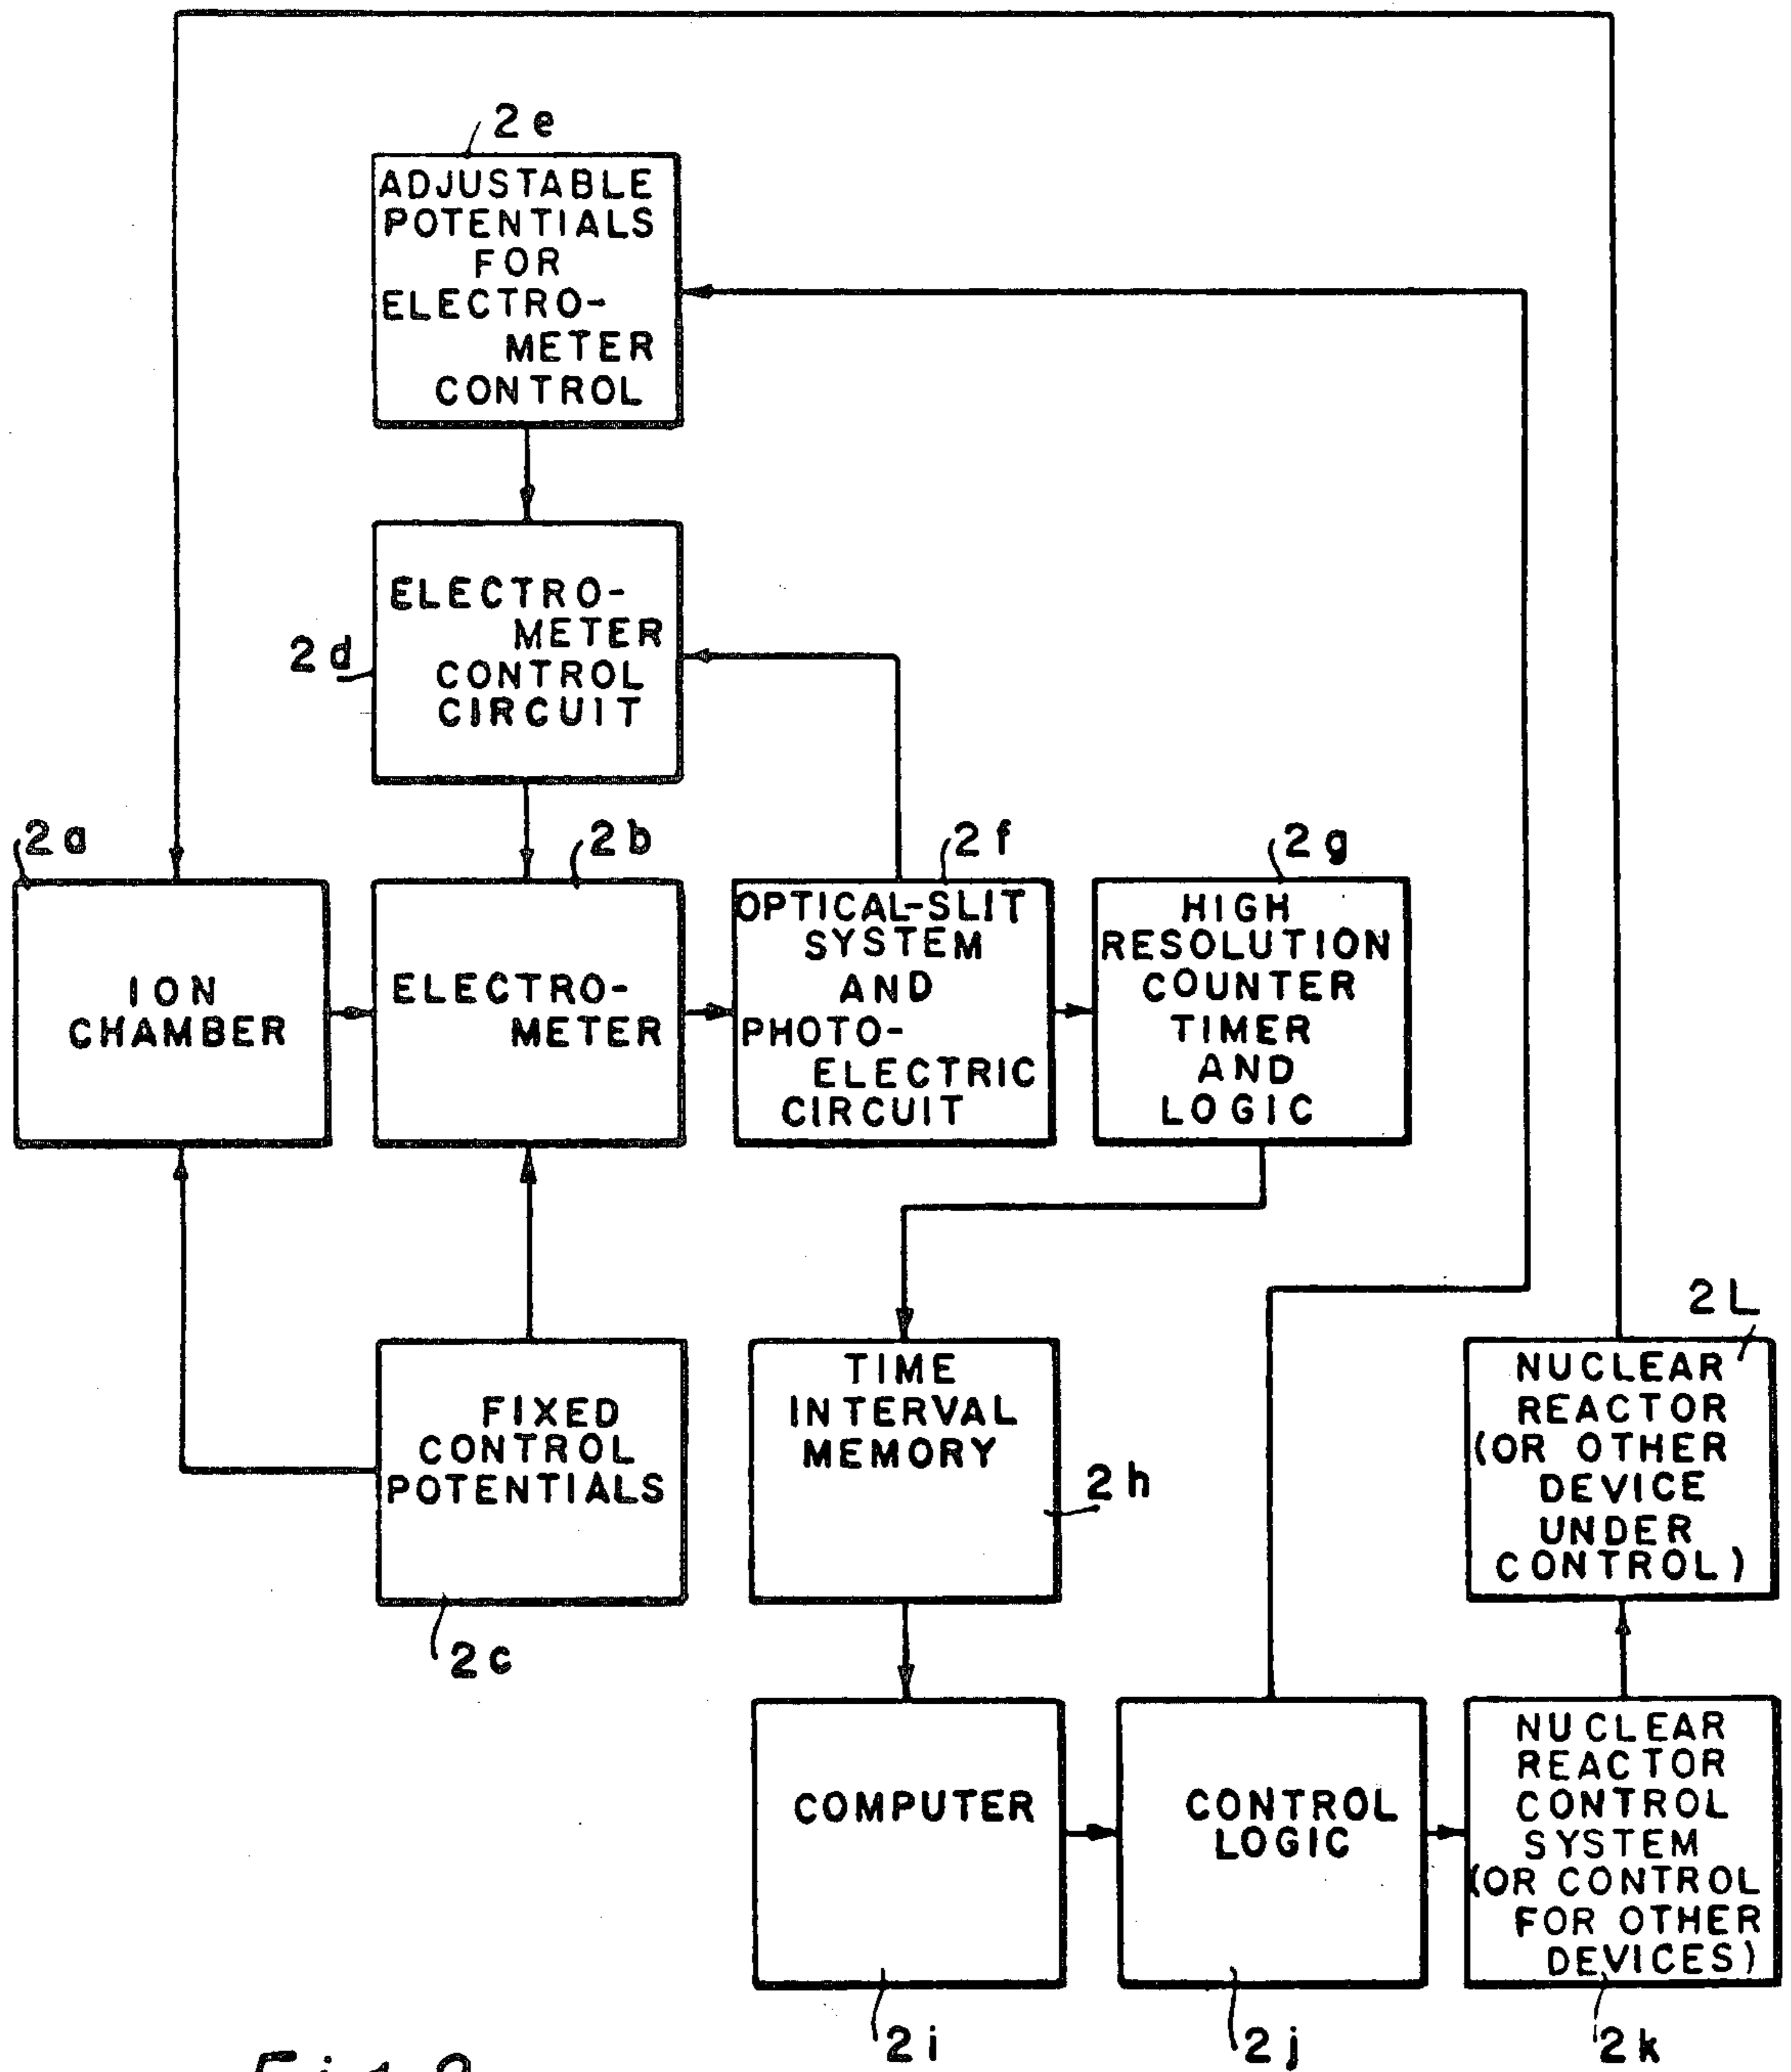 2e
ADJUSTABLE
POTENTIALS
FOR
ELECTRO-
METER
CONTROL
2d
ELECTRO-
METER
CONTROL
CIRCUIT
2a
ION
CHAMBER
2b
ELECTRO-
METER
2f
OPTICAL-SLIT
SYSTEM
AND
PHOTO-
ELECTRIC
CIRCUIT
2g
HIGH
RESOLUTION
COUNTER
TIMER
AND
LOGIC
FIXED
CONTROL
POTENTIALS
2c
TIME
INTERVAL
MEMORY
2h
2L
NUCLEAR
REACTOR
(OR OTHER
DEVICE
UNDER
CONTROL)
COMPUTER
2i
CONTROL
LOGIC
2j
NUCLEAR
REACTOR
CONTROL
SYSTEM
(OR CONTROL
FOR OTHER
DEVICES)
2k